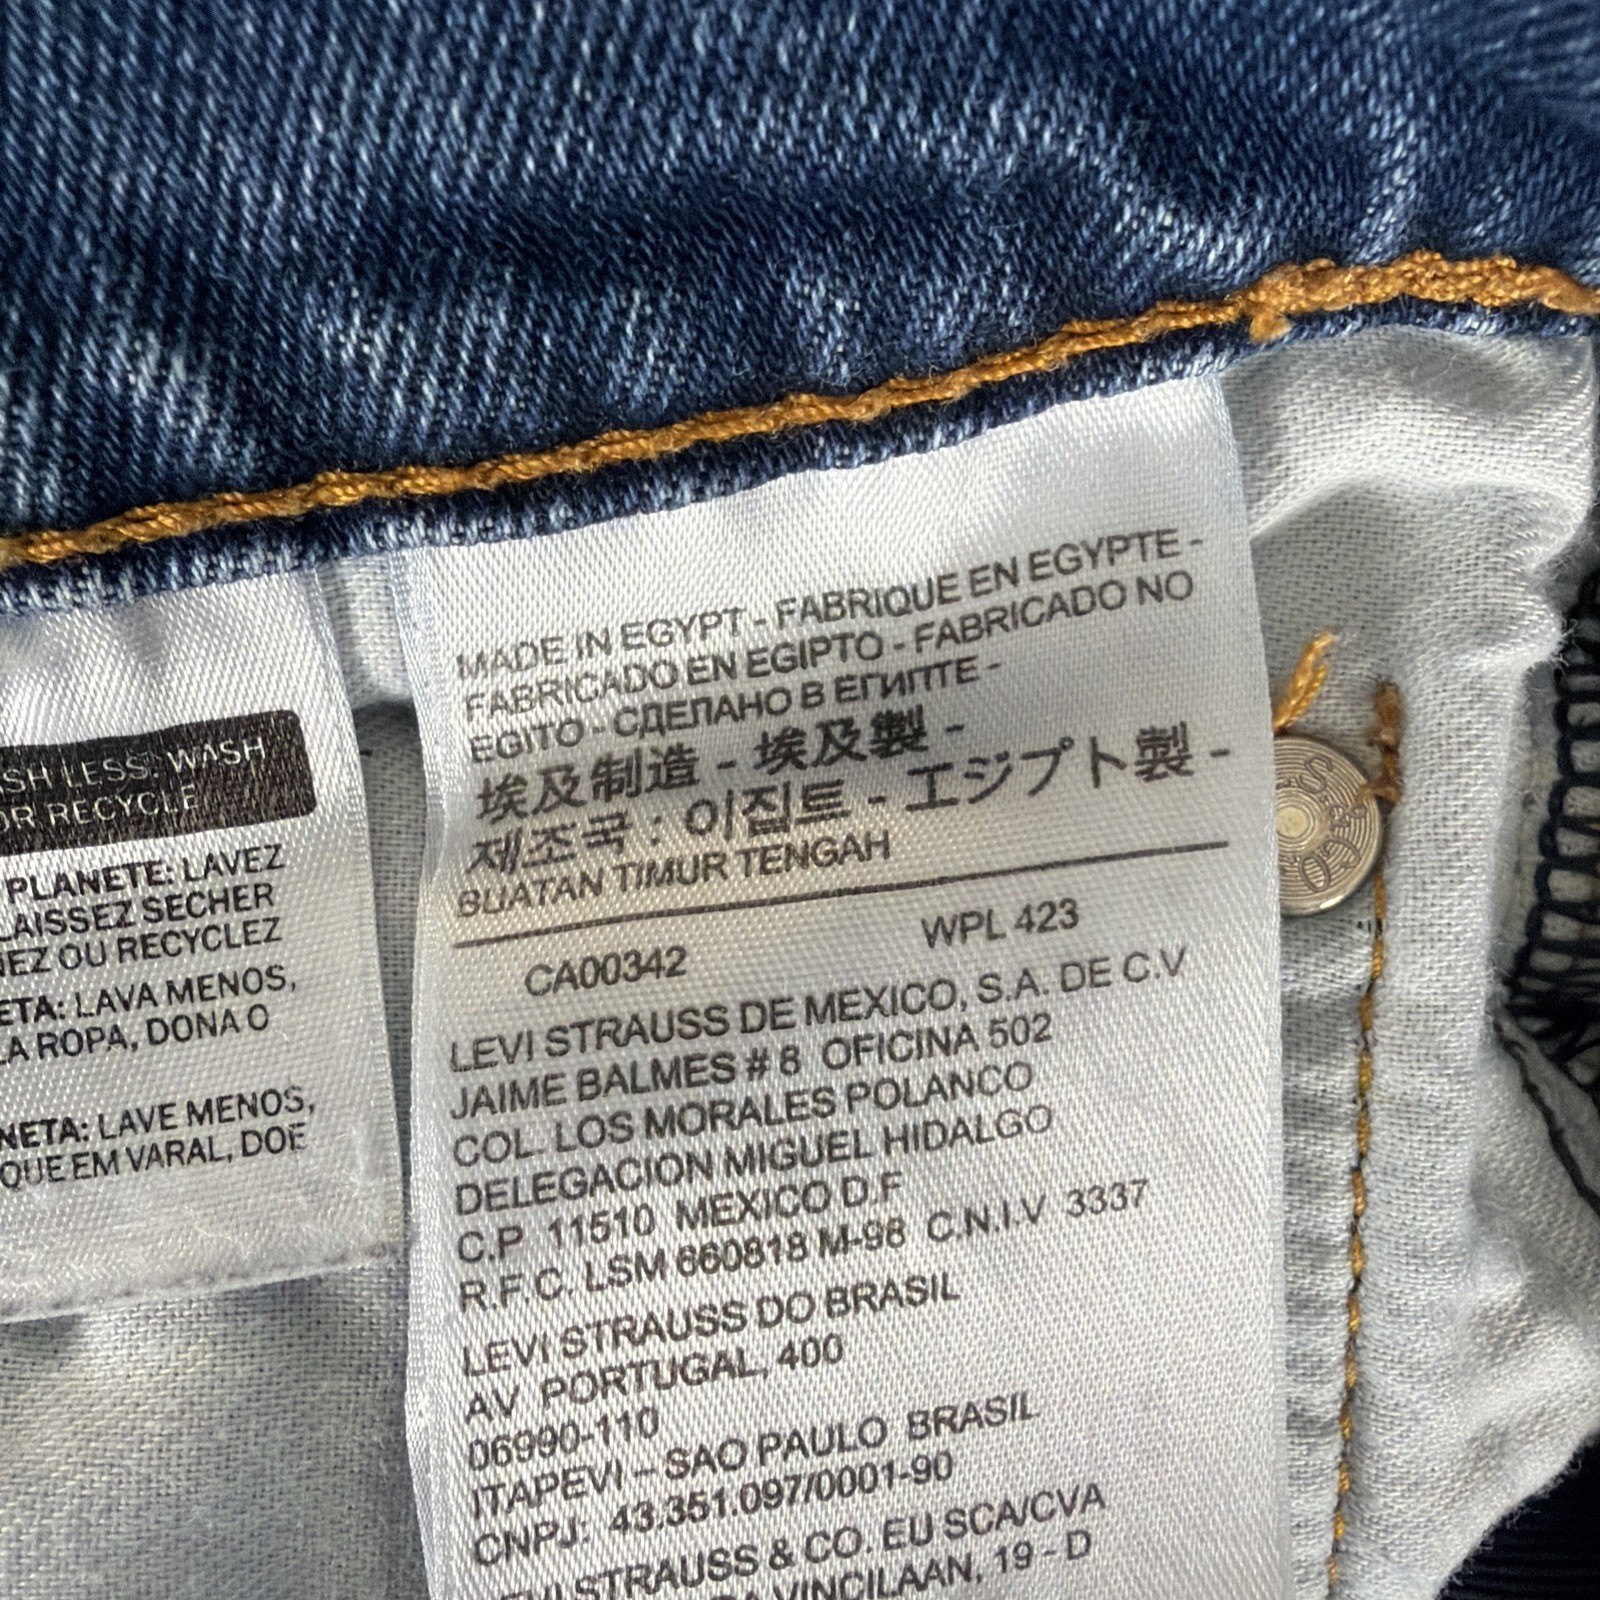 SH LESS, WASH
OR RECYCLE
PLANETE: LAVEZ
LAISSEZ SECHER
NEZ OU RECYCLEZ
ETA: LAVA MENOS,
LA ROPA, DONA O
NETA: LAVE MENOS,
QUE EM VARAL, DOE
MADE IN EGYPT - FABRIQUE EN EGYPTE -
FABRICADO EN EGIPTO - FABRICADO NO
EGITO - СДЕЛАНО В ЕГИПТЕ -
埃及制造 - 埃及製 -
제조국 : 이집트 - エジプト製 -
BUATAN TIMUR TENGAH
CA00342 WPL 423
LEVI STRAUSS DE MEXICO, S.A. DE C.V
JAIME BALMES # 8 OFICINA 502
COL. LOS MORALES POLANCO
DELEGACION MIGUEL HIDALGO
C.P 11510 MEXICO D.F
R.F.C. LSM 660818 M-98 C.N.I.V 3337
LEVI STRAUSS DO BRASIL
AV PORTUGAL, 400
06990-110
ITAPEVI – SAO PAULO BRASIL
CNPJ: 43.351.097/0001-90
LEVI STRAUSS & CO. EU SCA/CVA
VINCILAAN, 19 - D